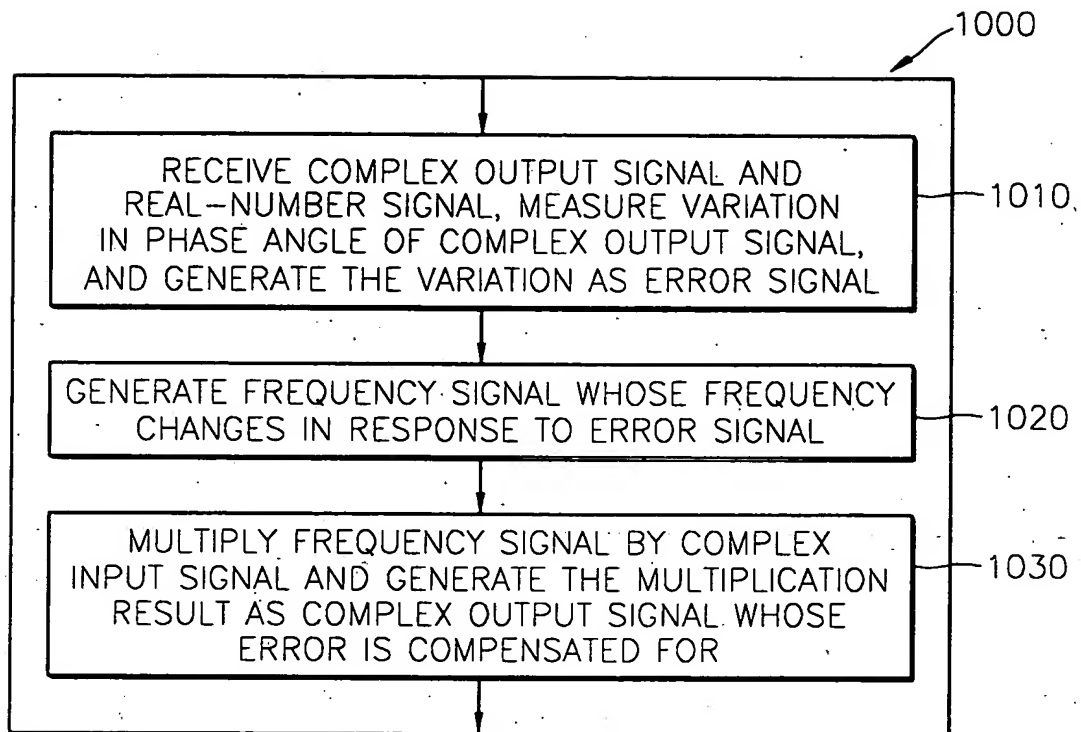 1000
RECEIVE COMPLEX OUTPUT SIGNAL AND
REAL-NUMBER SIGNAL, MEASURE VARIATION
IN PHASE ANGLE OF COMPLEX OUTPUT SIGNAL,
AND GENERATE THE VARIATION AS ERROR SIGNAL
1010
GENERATE FREQUENCY SIGNAL WHOSE FREQUENCY
CHANGES IN RESPONSE TO ERROR SIGNAL
1020
MULTIPLY FREQUENCY SIGNAL BY COMPLEX
INPUT SIGNAL AND GENERATE THE MULTIPLICATION
RESULT AS COMPLEX OUTPUT SIGNAL WHOSE
ERROR IS COMPENSATED FOR
1030